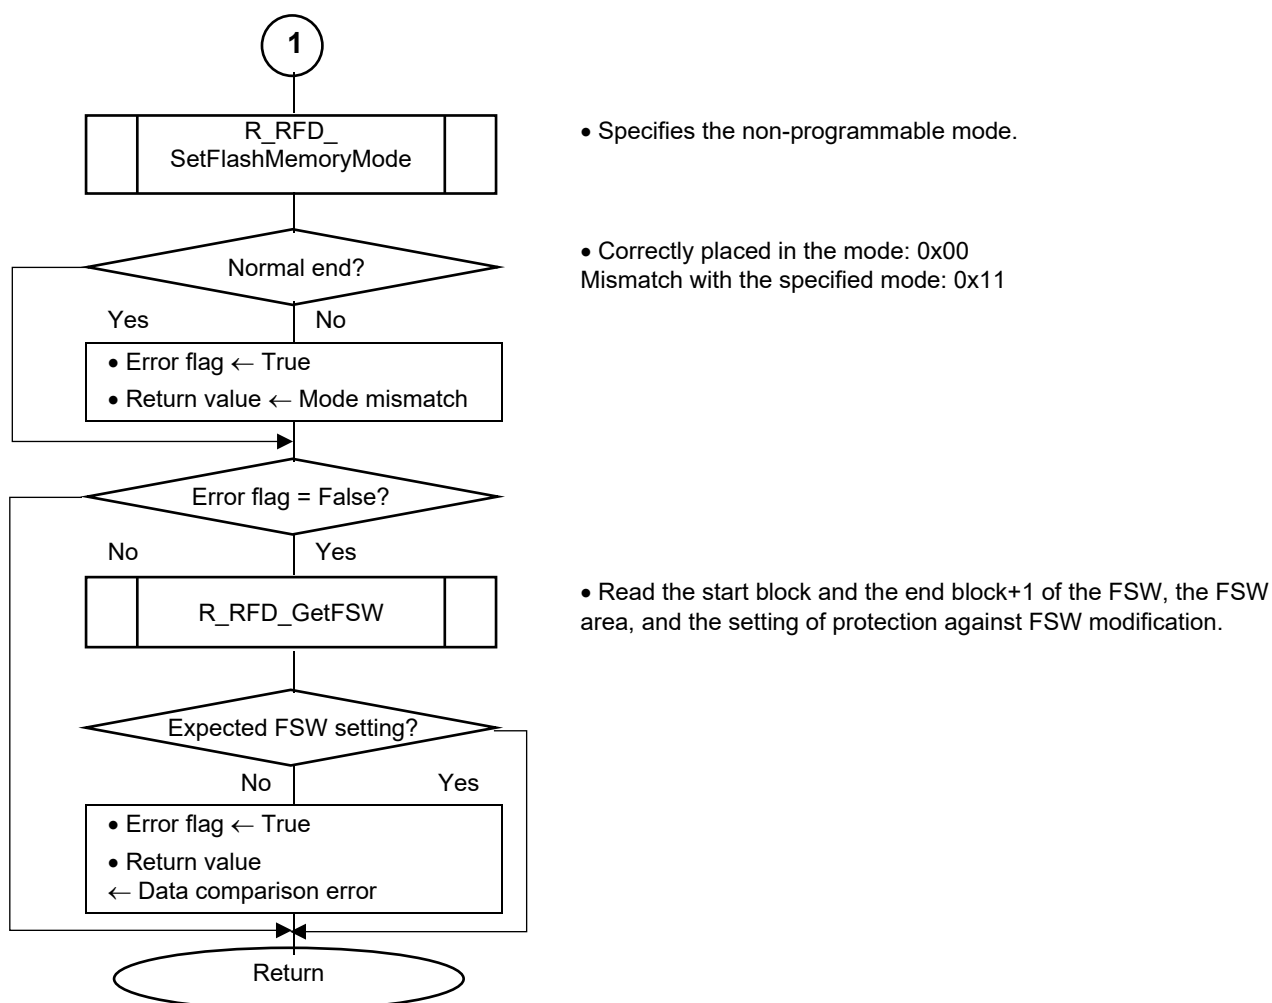 1
R_RFD_
SetFlashMemoryMode
• Specifies the non-programmable mode.
Normal end?
• Correctly placed in the mode: 0x00
Mismatch with the specified mode: 0x11
Yes
No
• Error flag ← True
• Return value ← Mode mismatch
Error flag = False?
No
Yes
R_RFD_GetFSW
• Read the start block and the end block+1 of the FSW, the FSW
area, and the setting of protection against FSW modification.
Expected FSW setting?
No
Yes
• Error flag ← True
• Return value
← Data comparison error
Return